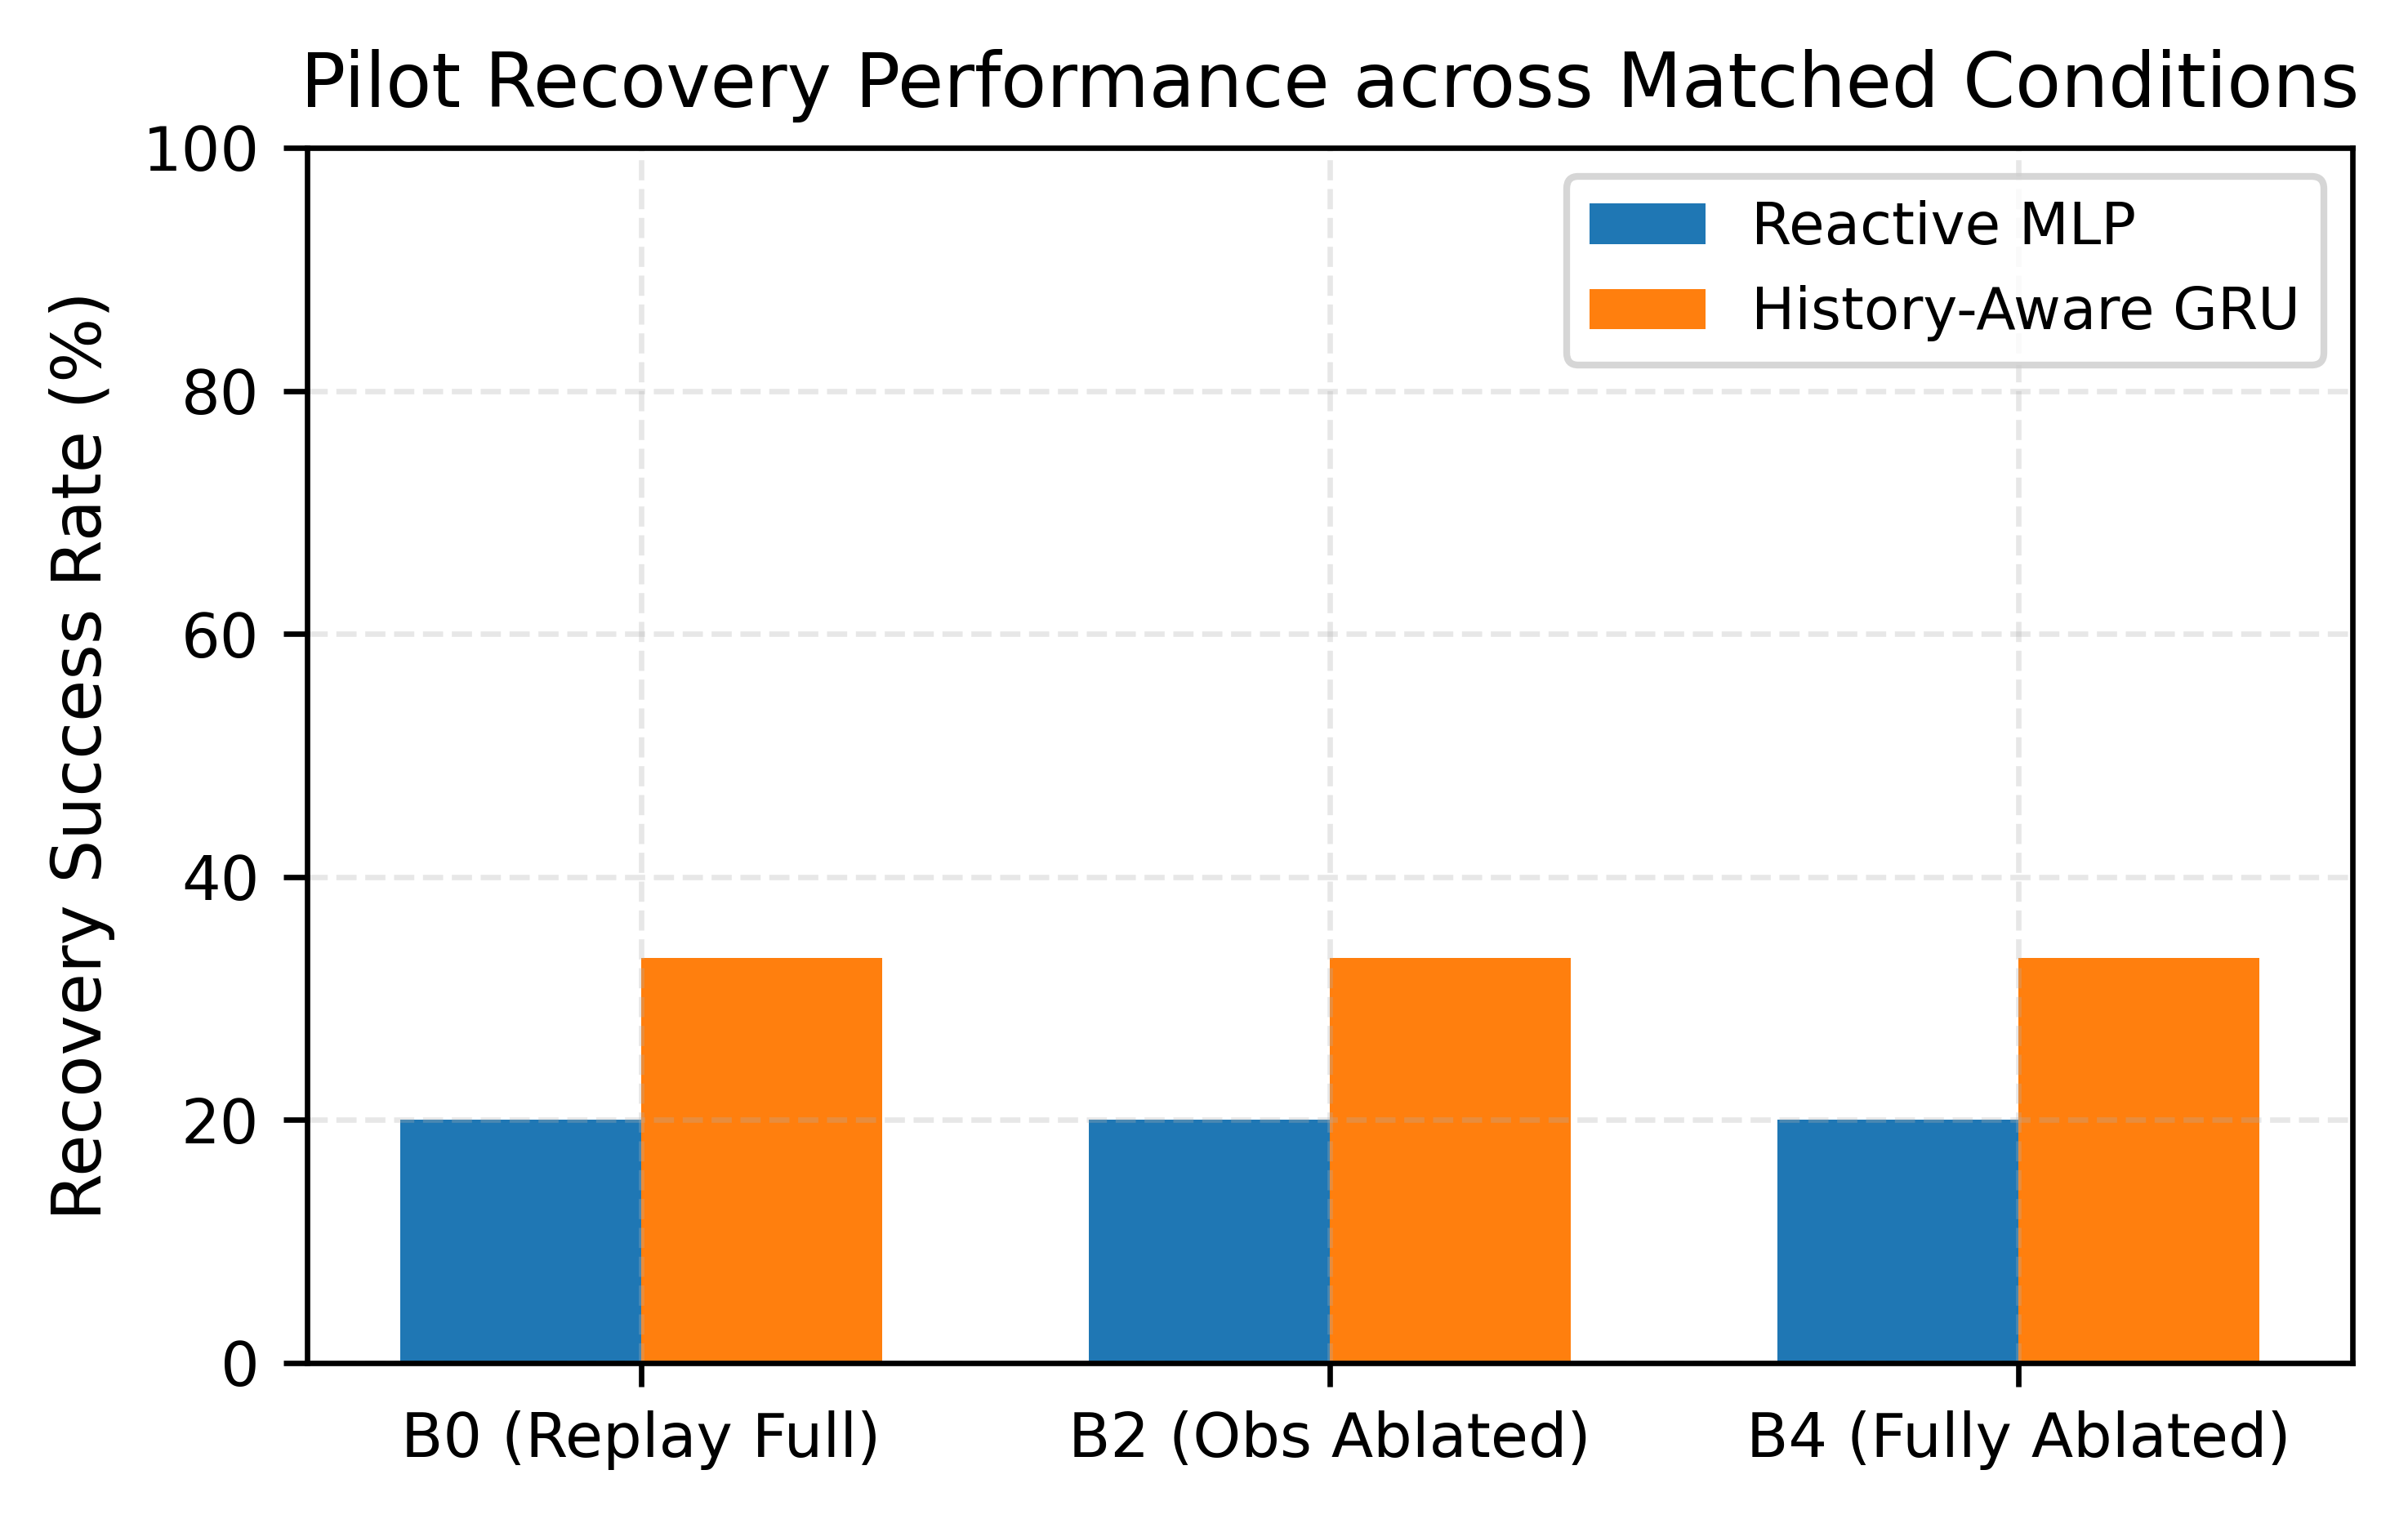 Pilot Recovery Performance across Matched Conditions
Recovery Success Rate (%)
100
80
60
40
20
0
Reactive MLP
History-Aware GRU
B0 (Replay Full)
B2 (Obs Ablated)
B4 (Fully Ablated)